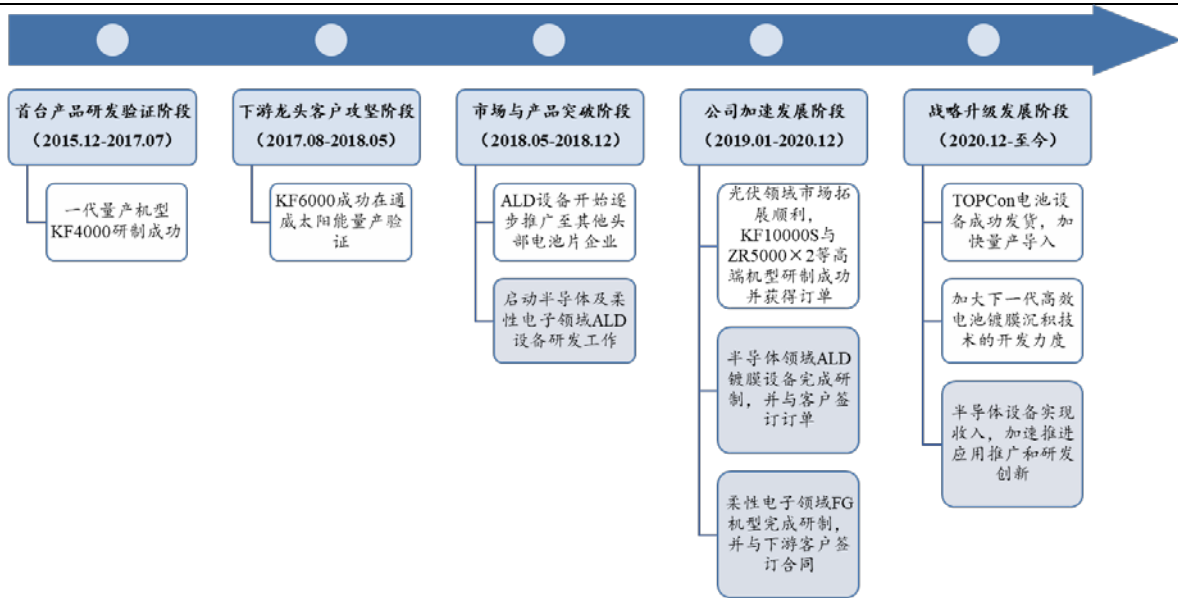 首台产品研发验证阶段
（2015.12-2017.07）
一代量产机型
KF4000研制成功
下游龙头客户攻坚阶段
（2017.08-2018.05）
KF6000成功在通
威太阳能量产验
证
市场与产品突破阶段
（2018.05-2018.12）
ALD设备开始逐
步推广至其他头
部电池片企业
启动半导体及柔
性电子领域ALD
设备研发工作
公司加速发展阶段
（2019.01-2020.12）
光伏领域市场拓
展顺利，
KF10000S与
ZR5000×2等高
端机型研制成功
并获得订单
半导体领域ALD
镀膜设备完成研
制，并与客户签
订订单
柔性电子领域FG
机型完成研制，
并与下游客户签
订合同
战略升级发展阶段
（2020.12-至今）
TOPCon电池设
备成功发货，加
快量产导入
加大下一代高效
电池镀膜沉积技
术的开发力度
半导体设备实现
收入，加速推进
应用推广和研发
创新